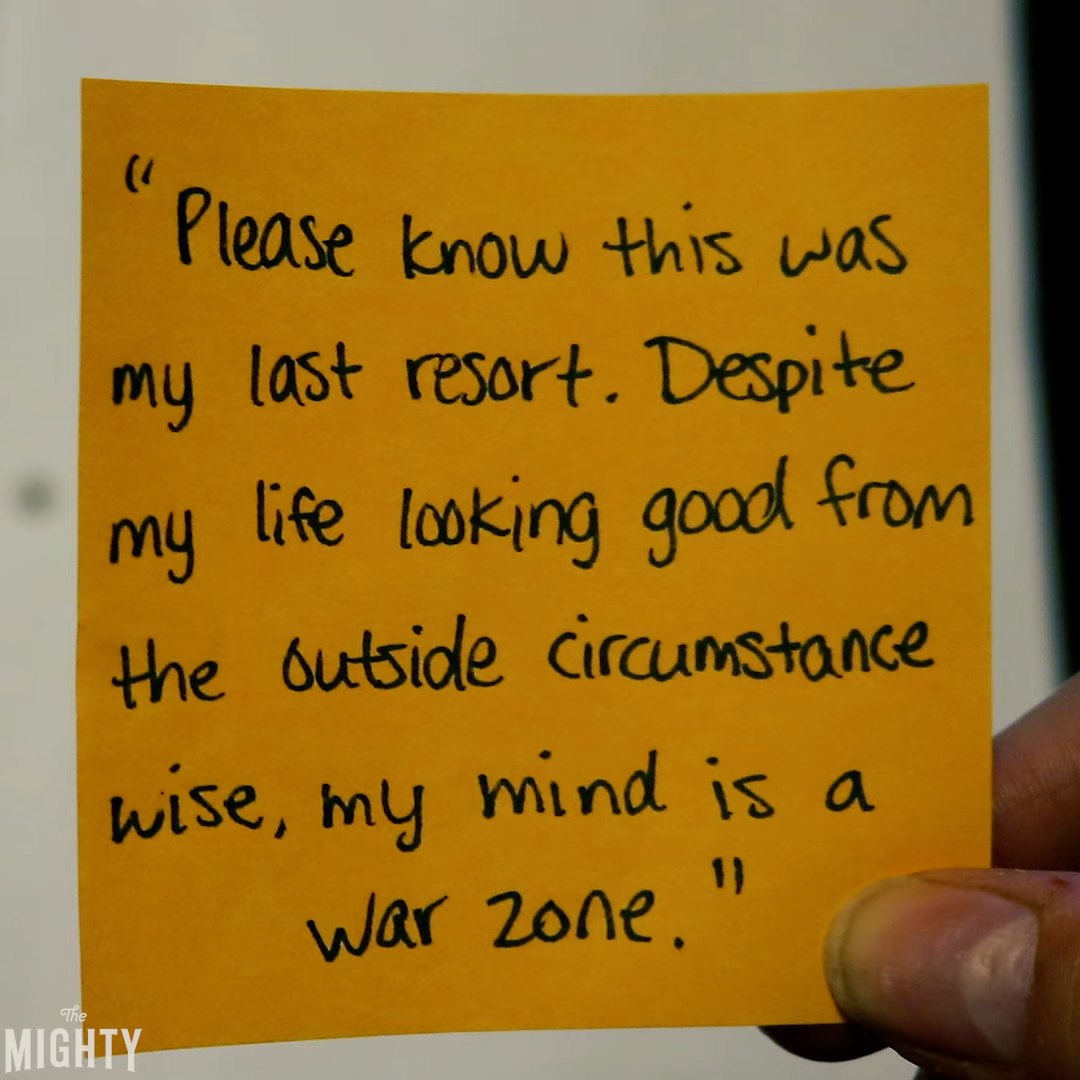 "Please know this was
my last resort. Despite
my life looking good from
the outside circumstance
wise, my mind is a
war zone."
The
MIGHTY